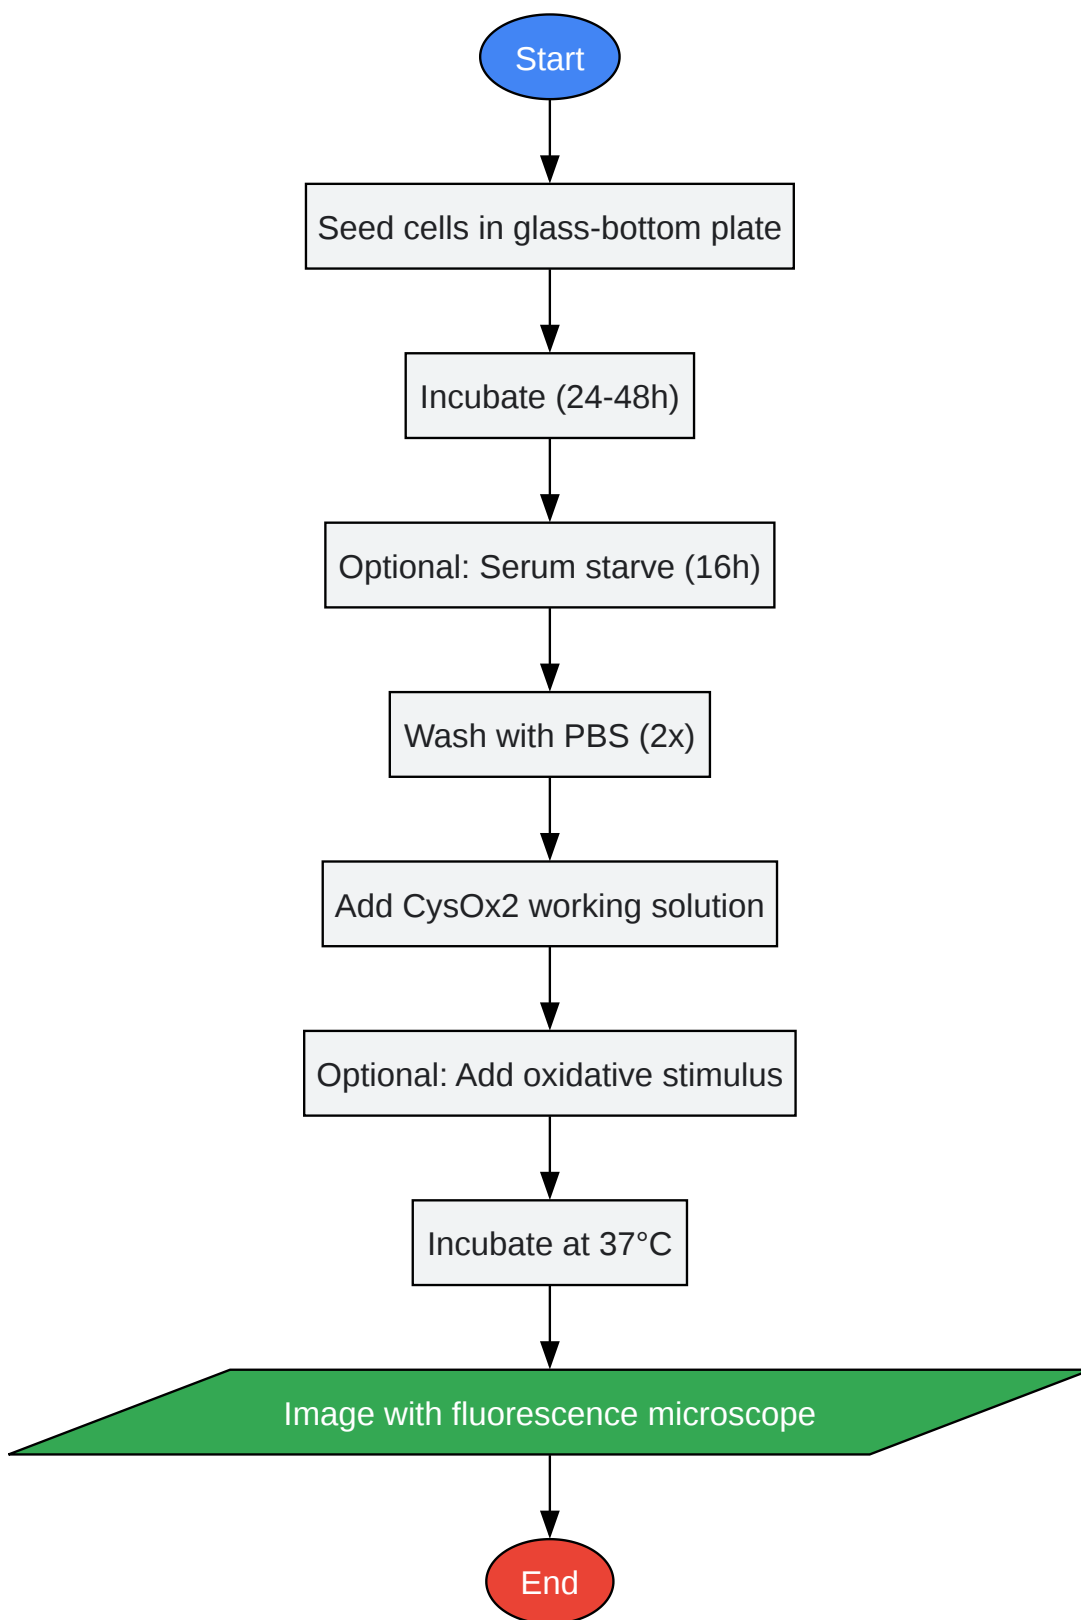 Start
Seed cells in glass-bottom plate
Incubate (24-48h)
Optional: Serum starve (16h)
Wash with PBS (2x)
Add CysOx2 working solution
Optional: Add oxidative stimulus
Incubate at 37°C
Image with fluorescence microscope
End